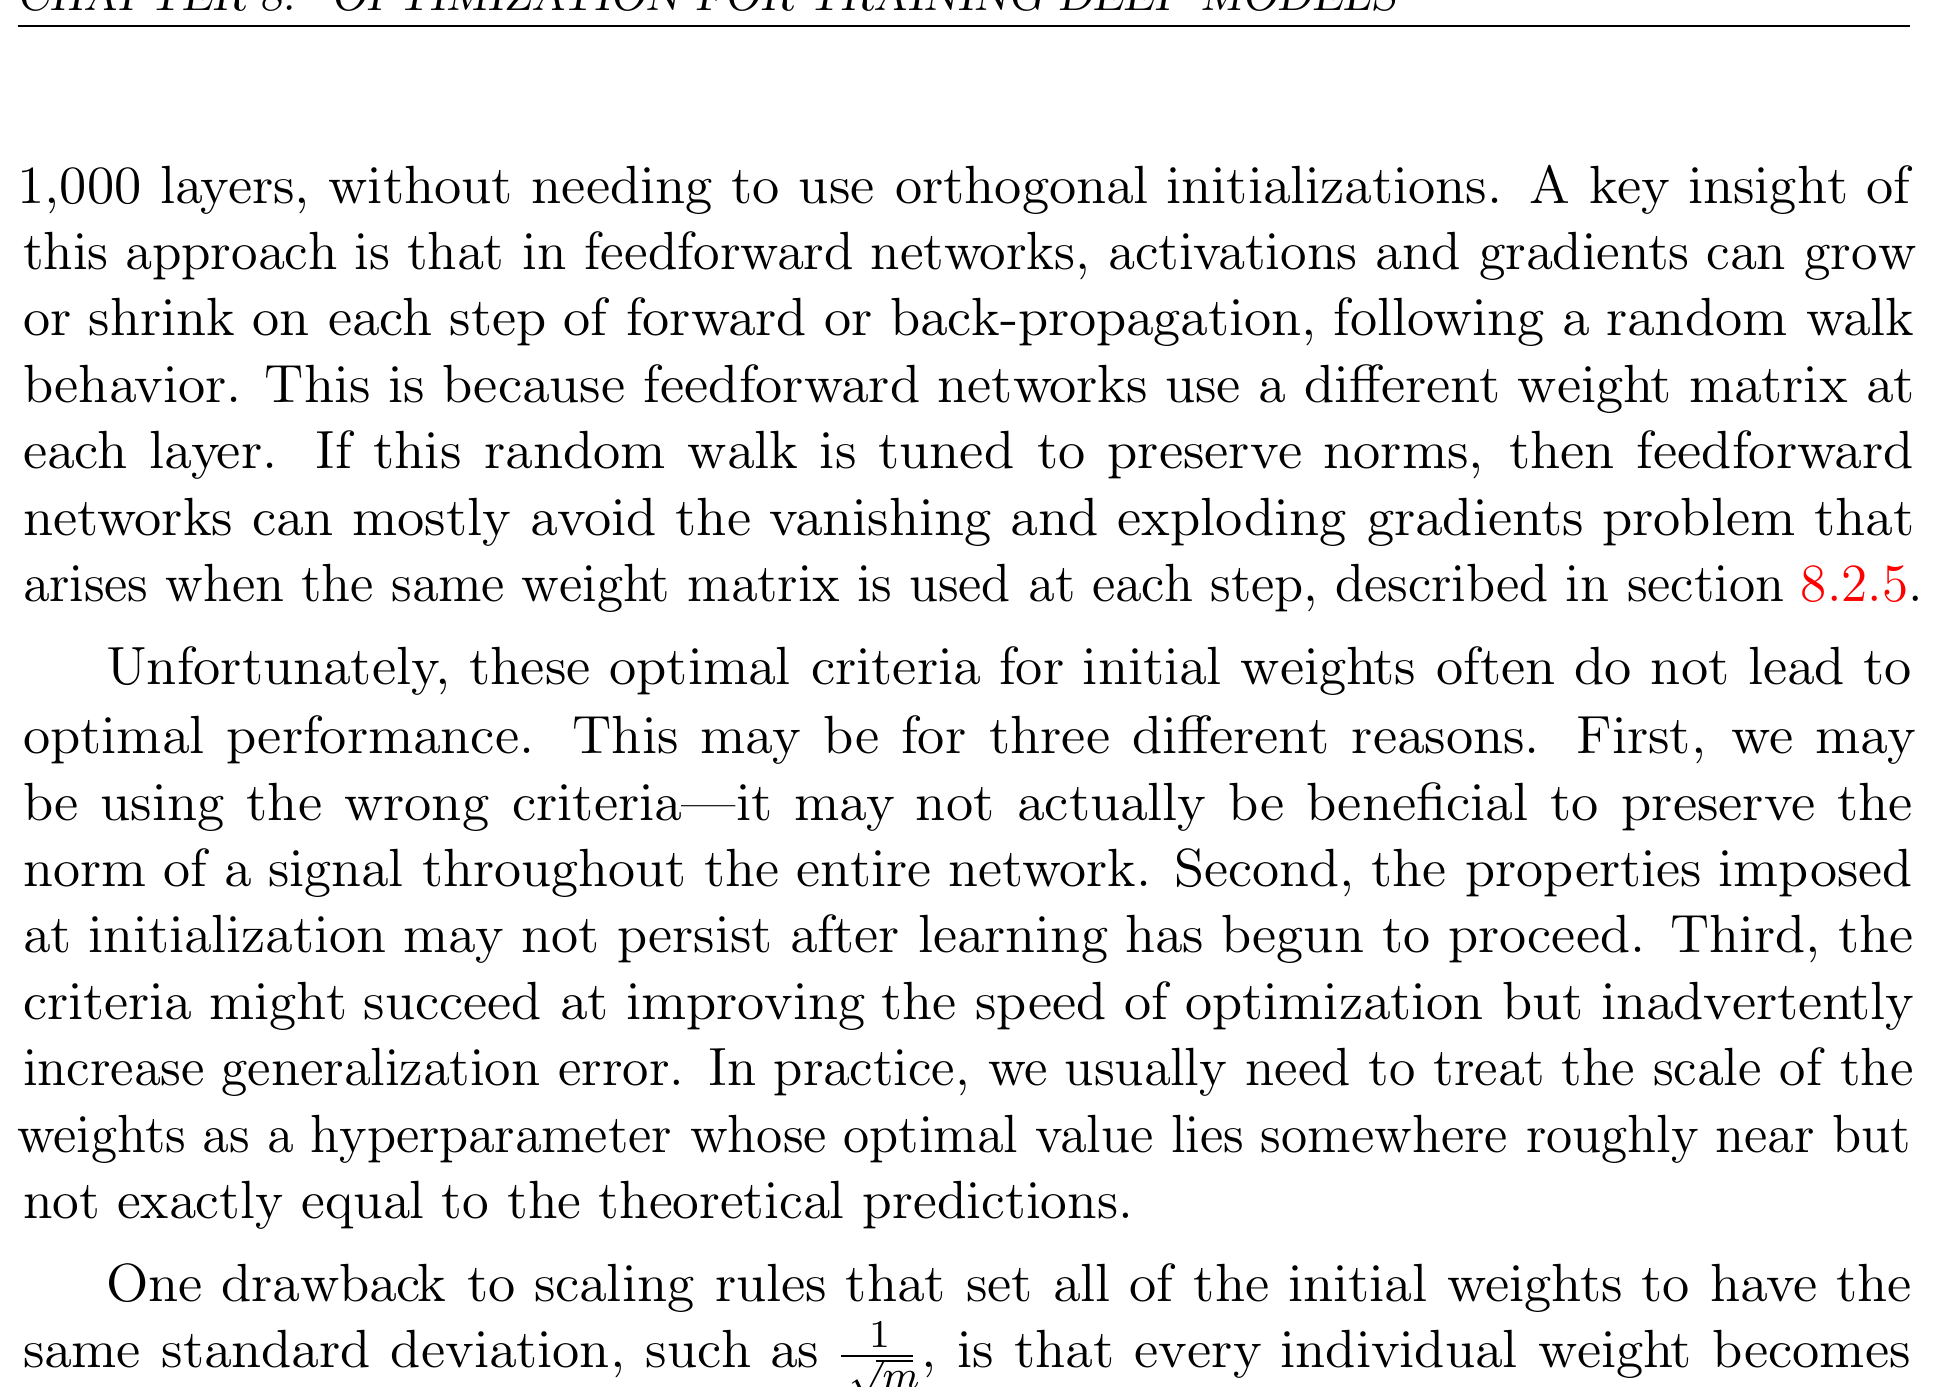 CHAPTER 8. OPTIMIZATION FOR TRAINING DEEP MODELS
1,000 layers, without needing to use orthogonal initializations. A key insight of
this approach is that in feedforward networks, activations and gradients can grow
or shrink on each step of forward or back-propagation, following a random walk
behavior. This is because feedforward networks use a different weight matrix at
each layer. If this random walk is tuned to preserve norms, then feedforward
networks can mostly avoid the vanishing and exploding gradients problem that
arises when the same weight matrix is used at each step, described in section 8.2.5.
Unfortunately, these optimal criteria for initial weights often do not lead to
optimal performance. This may be for three different reasons. First, we may
be using the wrong criteria—it may not actually be beneficial to preserve the
norm of a signal throughout the entire network. Second, the properties imposed
at initialization may not persist after learning has begun to proceed. Third, the
criteria might succeed at improving the speed of optimization but inadvertently
increase generalization error. In practice, we usually need to treat the scale of the
weights as a hyperparameter whose optimal value lies somewhere roughly near but
not exactly equal to the theoretical predictions.
One drawback to scaling rules that set all of the initial weights to have the
same standard deviation, such as 1/√m, is that every individual weight becomes